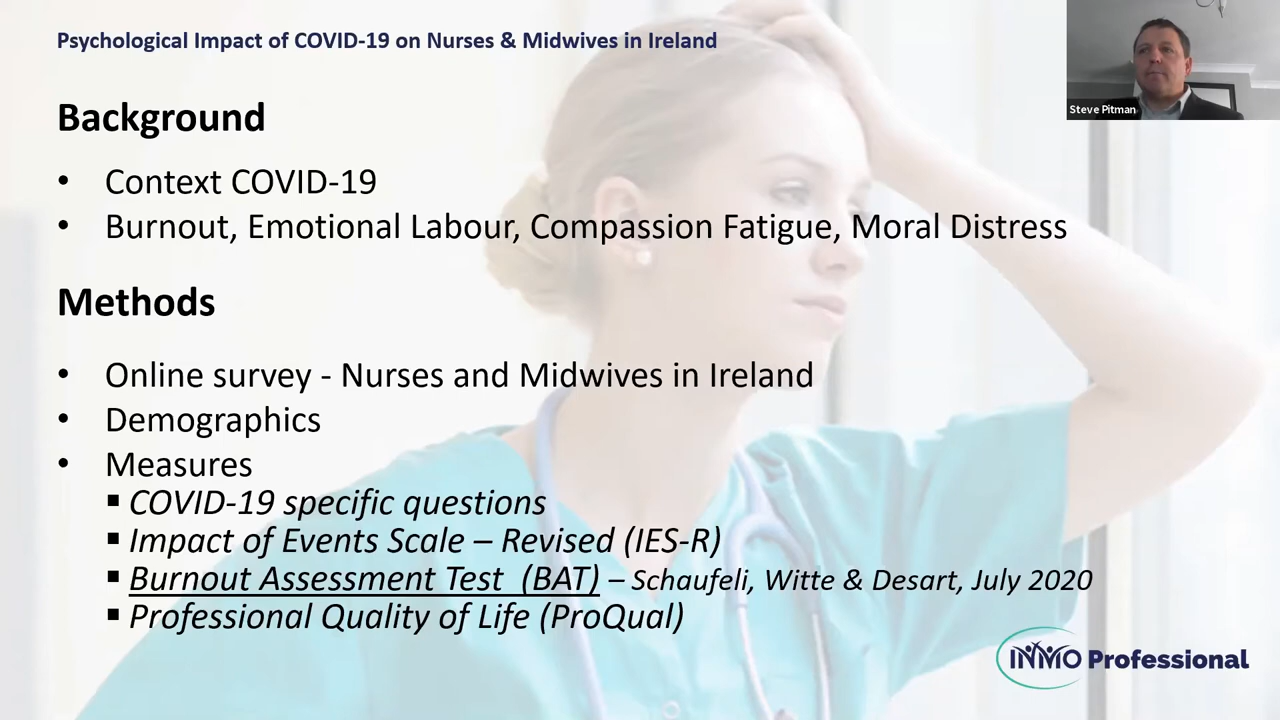 Psychological Impact of COVID-19 on Nurses & Midwives in Ireland
Steve Pitman
Background
• Context COVID-19
• Burnout, Emotional Labour, Compassion Fatigue, Moral Distress
Methods
• Online survey - Nurses and Midwives in Ireland
• Demographics
• Measures
▪ COVID-19 specific questions
▪ Impact of Events Scale – Revised (IES-R)
▪ Burnout Assessment Test (BAT) – Schaufeli, Witte & Desart, July 2020
▪ Professional Quality of Life (ProQual)
INMO Professional